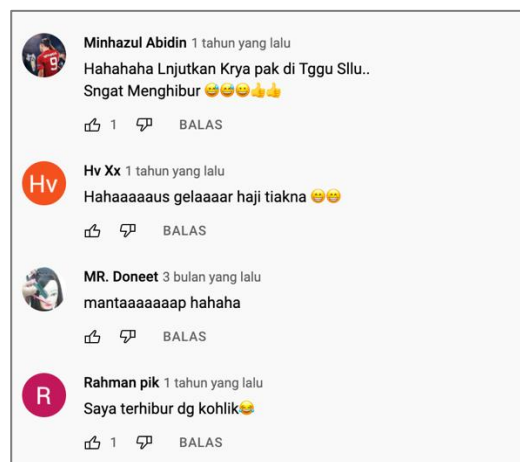 Minhazul Abidin 1 tahun yang lalu
Hahahaha Lnjutkan Krya pak di Tggu Sllu..
Sngat Menghibur 😅😅😄👍👍
1 BALAS
Hv
Hv Xx 1 tahun yang lalu
Hahaaaaaus gelaaaar haji tiakna 😁😁
BALAS
MR. Doneet 3 bulan yang lalu
mantaaaaaaap hahaha
BALAS
R
Rahman pik 1 tahun yang lalu
Saya terhibur dg kohlik😂
1 BALAS